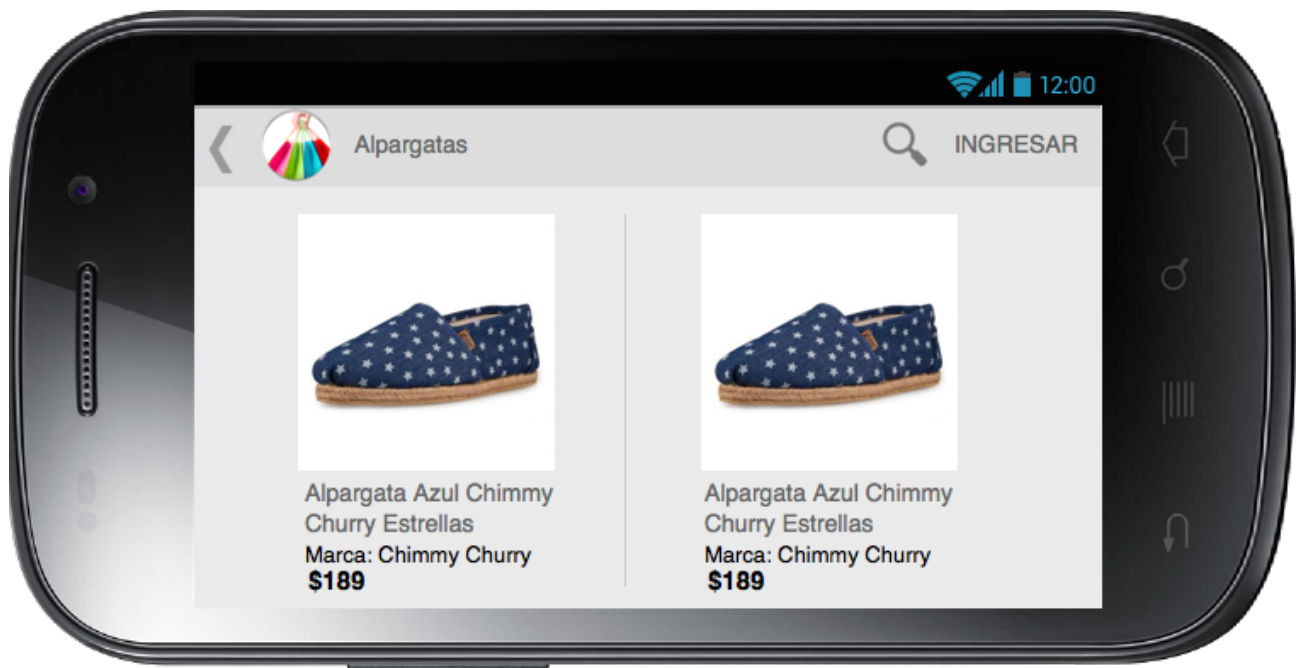 12:00
Alpargatas
INGRESAR
Alpargata Azul Chimmy
Churry Estrellas
Marca: Chimmy Churry
$189
Alpargata Azul Chimmy
Churry Estrellas
Marca: Chimmy Churry
$189